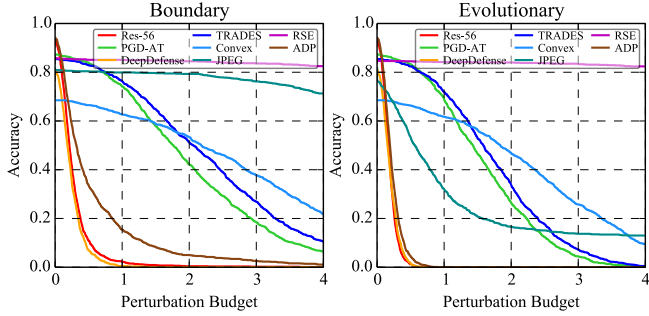 Boundary
Evolutionary
1.0
0.8
0.6
0.4
0.2
0.0
Accuracy
Res-56
PGD-AT
DeepDefense
TRADES
Convex
JPEG
RSE
ADP
0 1 2 3 4
Perturbation Budget
1.0
0.8
0.6
0.4
0.2
0.0
Accuracy
Res-56
PGD-AT
DeepDefense
TRADES
Convex
JPEG
RSE
ADP
0 1 2 3 4
Perturbation Budget